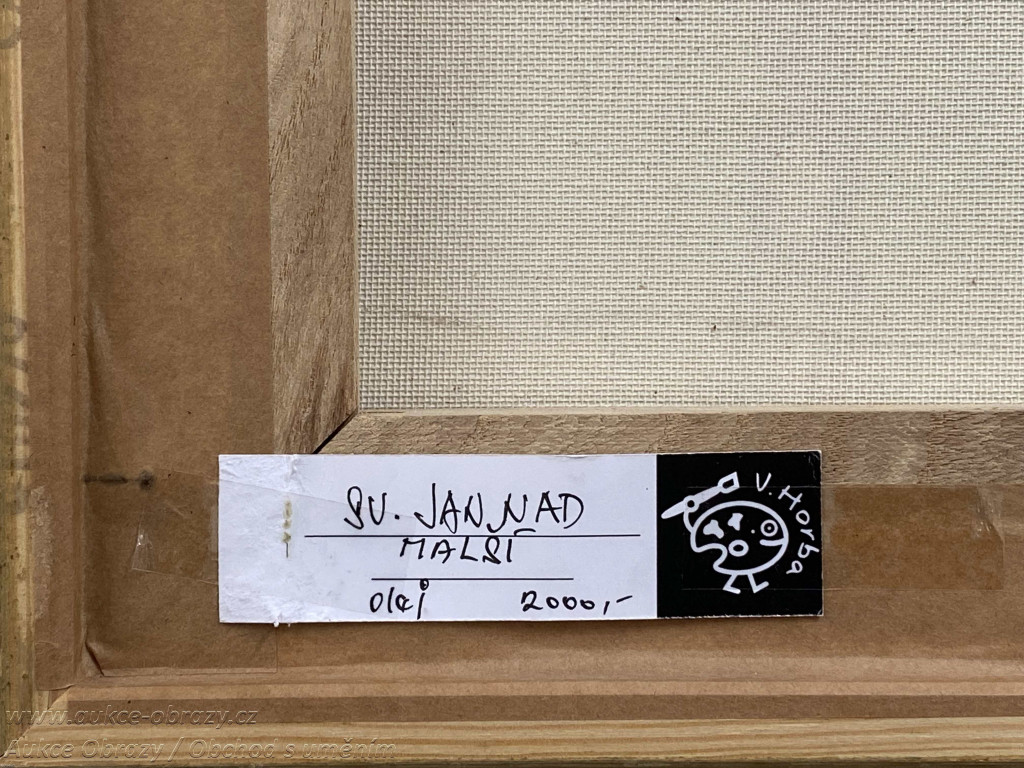 SV. JAN NAD
MALŠÍ
olej 2000,-
V. Horba
www.aukce-obrazy.cz
Aukce Obrazy / Obchod s uměním